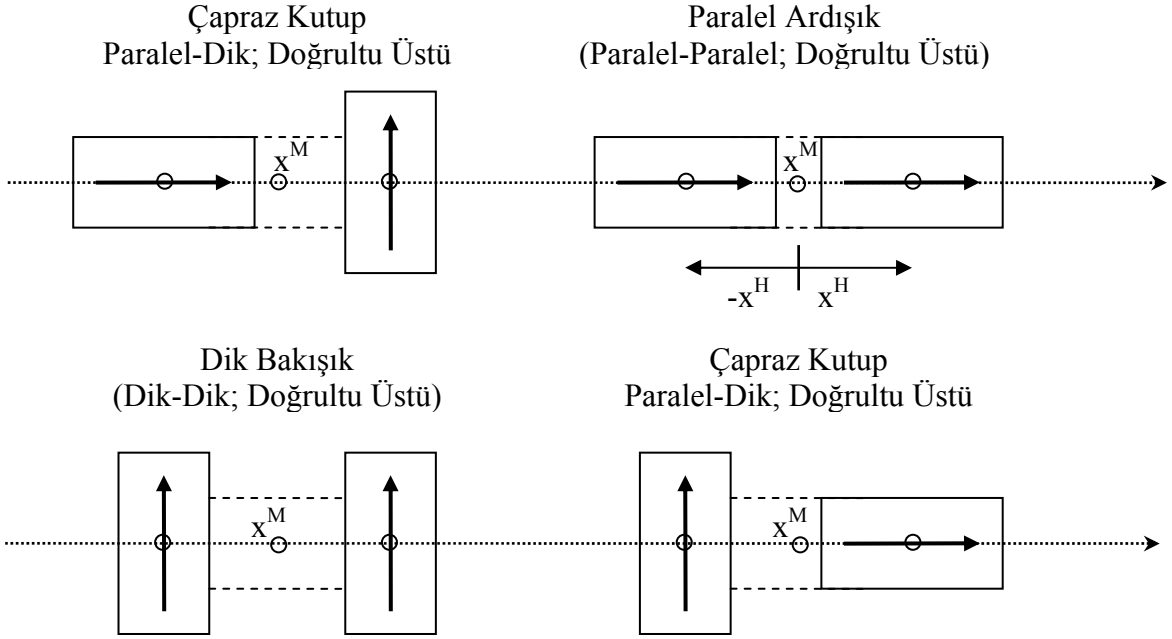 Çapraz Kutup
Paralel-Dik; Doğrultu Üstü
x^M
Paralel Ardışık
(Paralel-Paralel; Doğrultu Üstü)
x^M
-x^H x^H
Dik Bakışık
(Dik-Dik; Doğrultu Üstü)
x^M
Çapraz Kutup
Paralel-Dik; Doğrultu Üstü
x^M